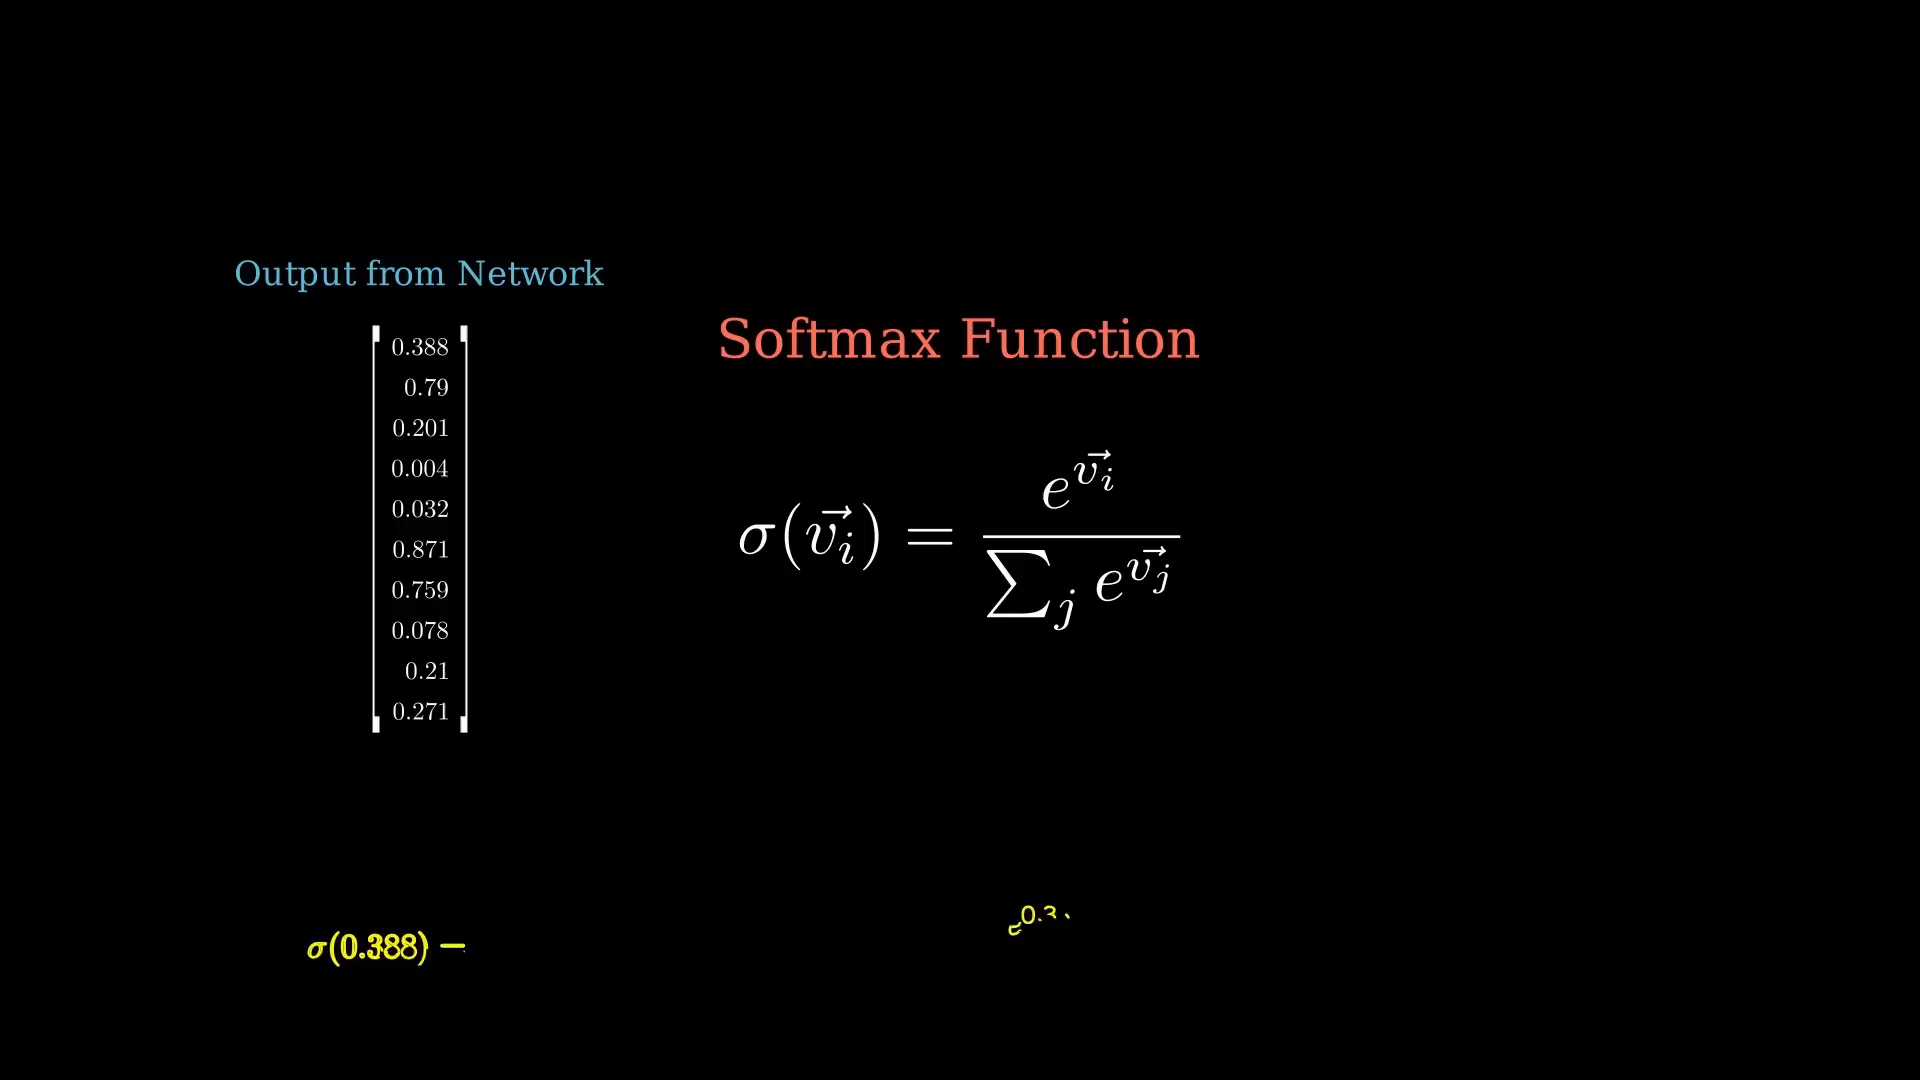 Output from Network
0.388
0.79
0.201
0.004
0.032
0.871
0.759
0.078
0.21
0.271
Softmax Function
σ(v⃗ᵢ) = e^{v⃗ᵢ} / ∑ⱼ e^{v⃗ⱼ}
σ(0.388)